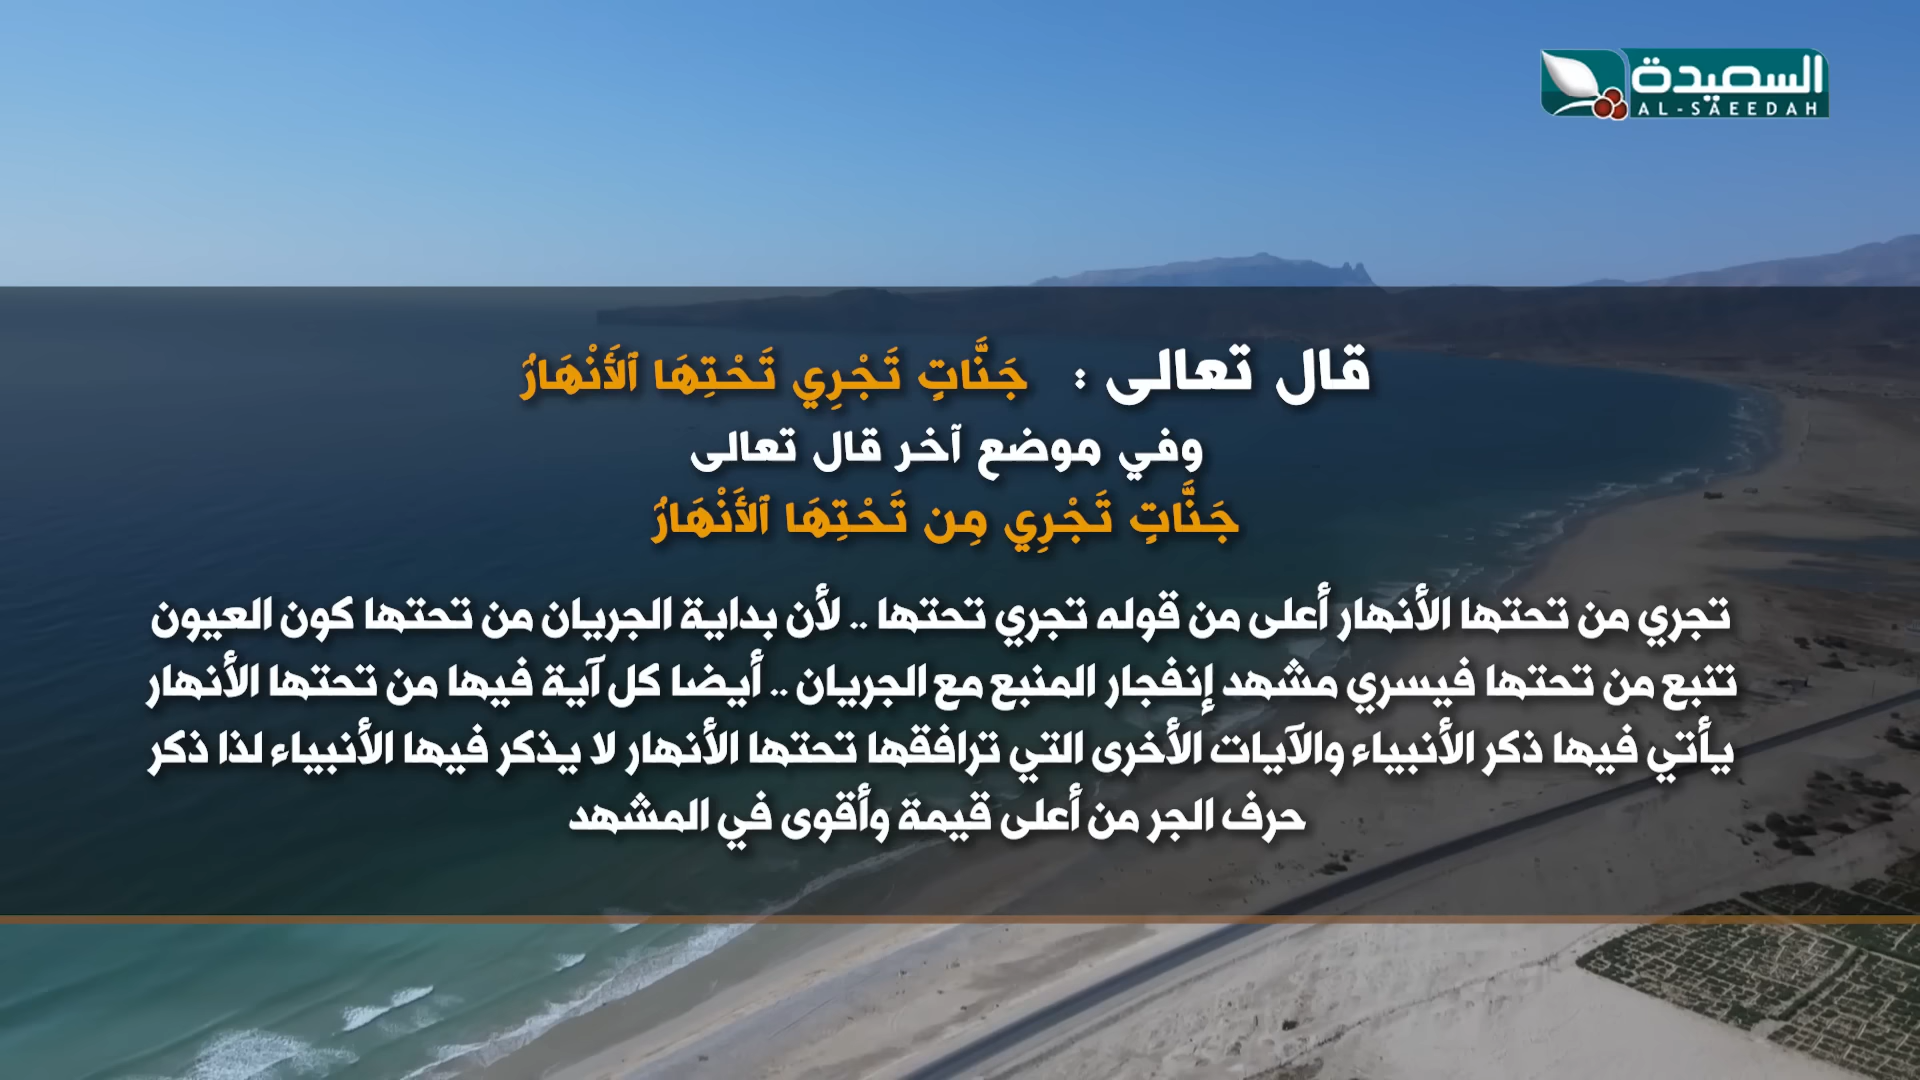 السعيدة
AL-SAEEDAH
قال تعالى : جَنَّاتٍ تَجْرِي تَحْتِهَا ٱلْأَنْهَارُ
وفي موضع آخر قال تعالى
جَنَّاتٍ تَجْرِي مِن تَحْتِهَا ٱلْأَنْهَارُ
تجري من تحتها الأنهار أعلى من قوله تجري تحتها .. لأن بداية الجريان من تحتها كون العيون
تنبع من تحتها فيسري مشهد إنفجار المنبع مع الجريان .. أيضا كل آية فيها من تحتها الأنهار
يأتي فيها ذكر الأنبياء والآيات الأخرى التي ترافقها تحتها الأنهار لا يذكر فيها الأنبياء لذا ذكر
حرف الجر من أعلى قيمة وأقوى في المشهد